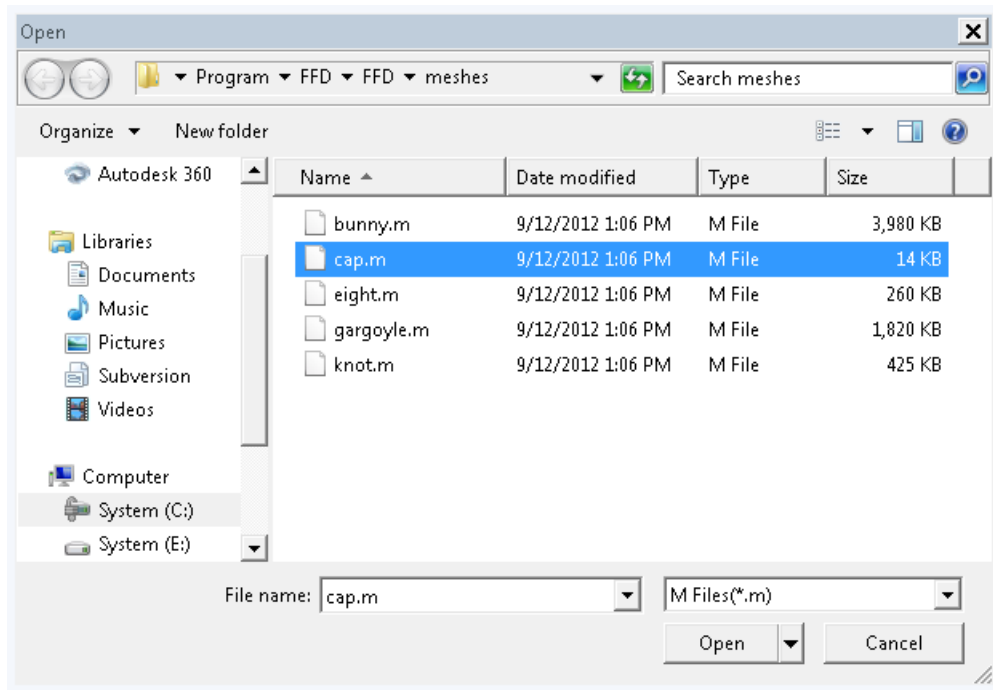 Open
Program FFD FFD meshes Search meshes
Organize New folder
Autodesk 360
Libraries
Documents
Music
Pictures
Subversion
Videos
Computer
System (C:)
System (E:)
Name Date modified Type Size
bunny.m 9/12/2012 1:06 PM M File 3,980 KB
cap.m 9/12/2012 1:06 PM M File 14 KB
eight.m 9/12/2012 1:06 PM M File 260 KB
gargoyle.m 9/12/2012 1:06 PM M File 1,820 KB
knot.m 9/12/2012 1:06 PM M File 425 KB
File name: cap.m M Files(*.m)
Open Cancel